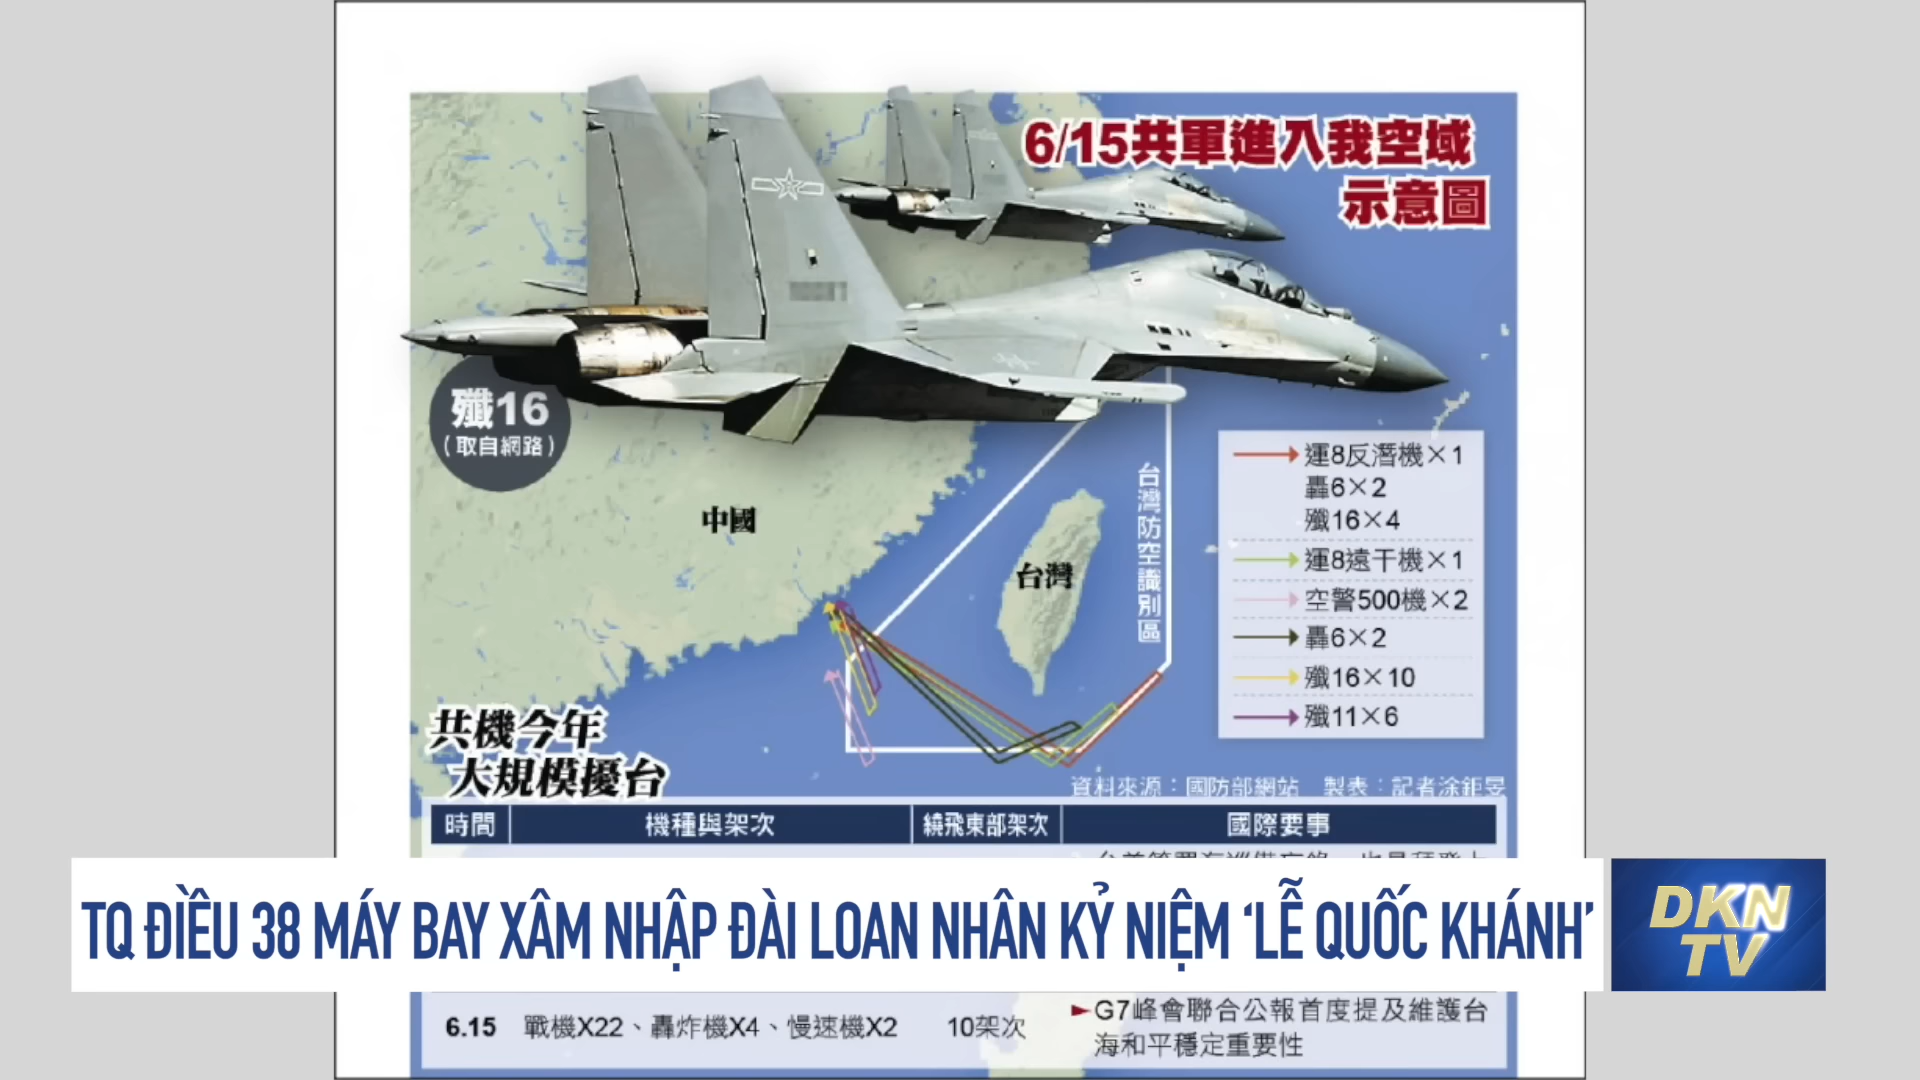 6/15共軍進入我空域
示意圖
殲16
(取自網路)
中國
台灣
台灣防空識別區
運8反潛機×1
轟6×2
殲16×4
運8遠干機×1
空警500機×2
轟6×2
殲16×10
殲11×6
共機今年
大規模擾台
資料來源：國防部網站 製表：記者涂鉅旻
時間 機種與架次 繞飛東部架次 國際要事
TQ ĐIỀU 38 MÁY BAY XÂM NHẬP ĐÀI LOAN NHÂN KỶ NIỆM ‘LỄ QUỐC KHÁNH’
DKN
TV
6.15 戰機X22、轟炸機X4、慢速機X2 10架次 ►G7峰會聯合公報首度提及維護台
海和平穩定重要性